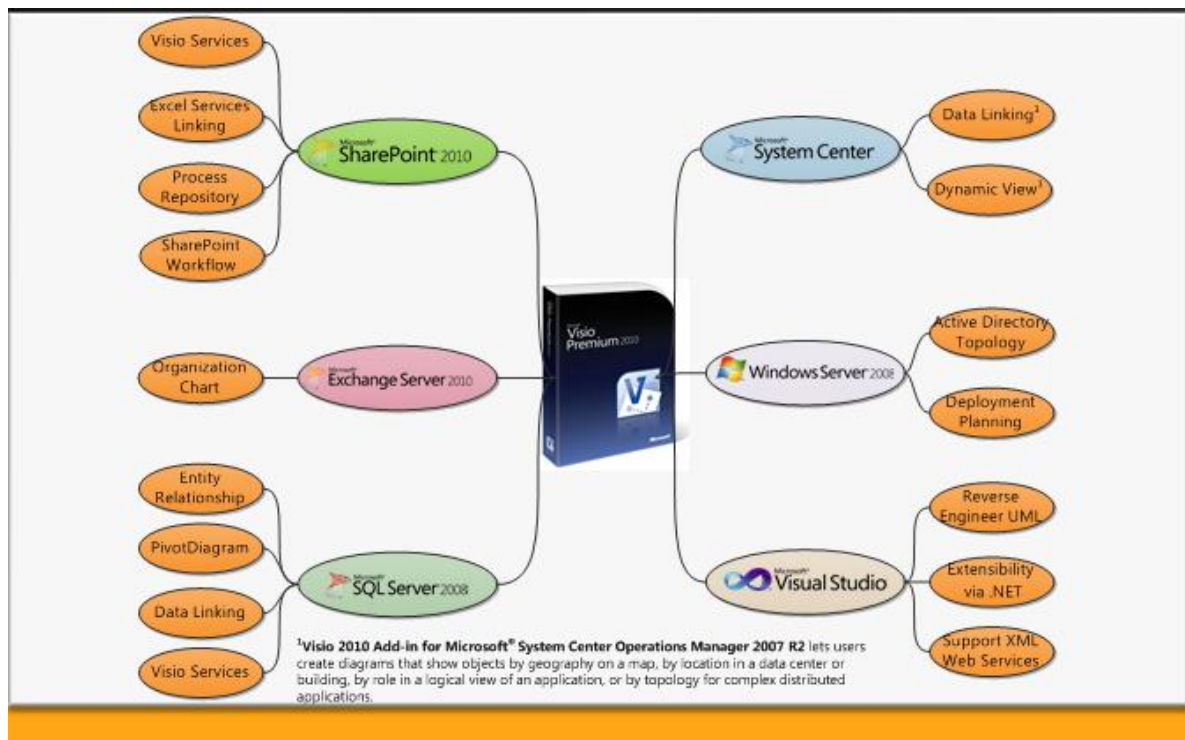 Visio Services
Excel Services
Linking
Process
Repository
SharePoint
Workflow
Microsoft®
SharePoint 2010
Organization
Chart
Microsoft®
Exchange Server 2010
Entity
Relationship
PivotDiagram
Data Linking
Visio Services
Microsoft®
SQL Server 2008
Visio
Premium 2010
Microsoft
Microsoft®
System Center
Data Linking¹
Dynamic View¹
Windows Server 2008
Active Directory
Topology
Deployment
Planning
Microsoft®
Visual Studio
Reverse
Engineer UML
Extensibility
via .NET
Support XML
Web Services
¹Visio 2010 Add-in for Microsoft® System Center Operations Manager 2007 R2 lets users
create diagrams that show objects by geography on a map, by location in a data center or
building, by role in a logical view of an application, or by topology for complex distributed
applications.